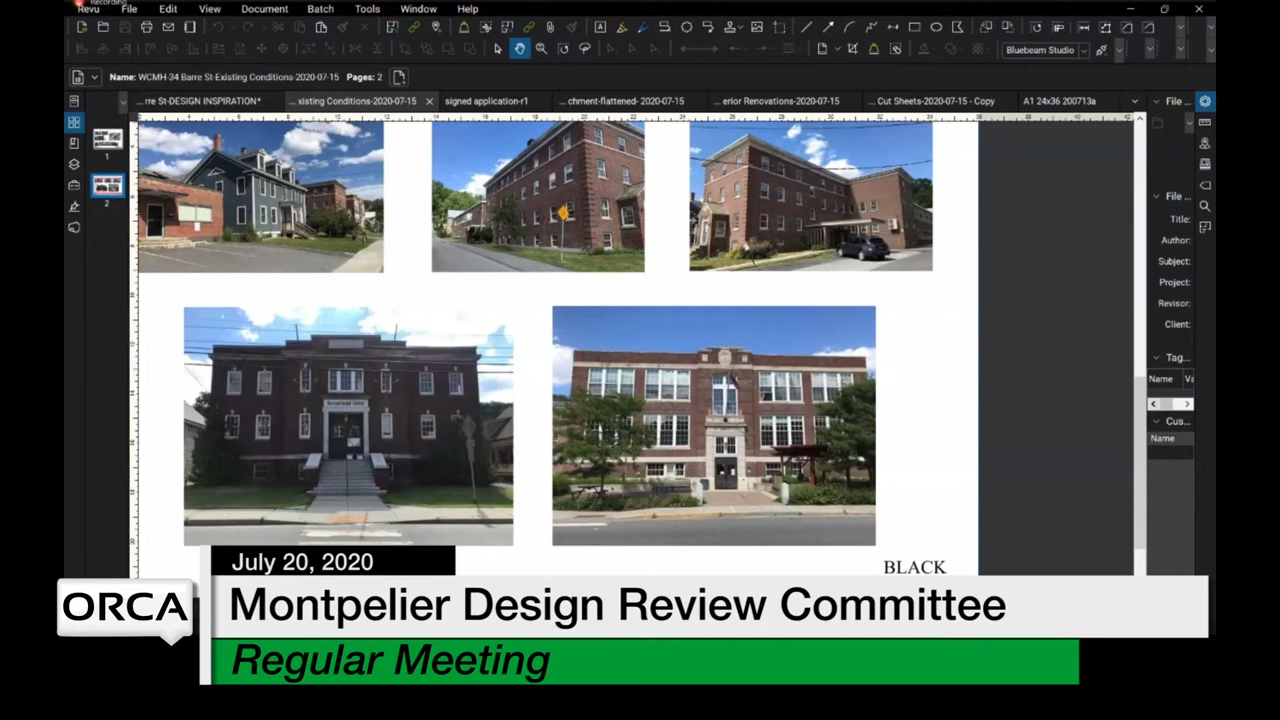 Recording
Revu File Edit View Document Batch Tools Window Help
Bluebeam Studio
Name: WCMH-34 Barre St-Existing Conditions-2020-07-15 Pages: 2
... rre St-DESIGN INSPIRATION* ... xisting Conditions-2020-07-15 signed application-r1 ... chment-flattened- 2020-07-15 ... erior Renovations-2020-07-15 ... Cut Sheets-2020-07-15 - Copy A1 24x36 200713a File ...
1
2
File ...
Title:
Author:
Subject:
Project:
Revisor:
Client:
Tag...
Name Va
Cus...
Name
BLACK
July 20, 2020
ORCA
Montpelier Design Review Committee
Regular Meeting